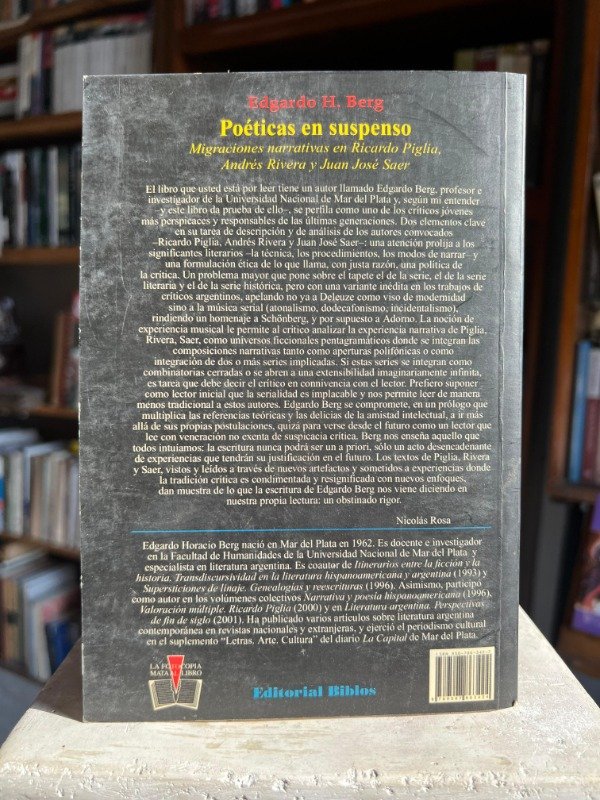 Edgardo H. Berg
Poéticas en suspenso
Migraciones narrativas en Ricardo Piglia,
Andrés Rivera y Juan José Saer
El libro que usted está por leer tiene un autor llamado Edgardo Berg, profesor e
investigador de la Universidad Nacional de Mar del Plata y, según mi entender
–y este libro da prueba de ello–, se perfila como uno de los críticos jóvenes
más perspicaces y responsables de las últimas generaciones. Dos elementos clave
en su tarea de descripción y de análisis de los autores convocados
–Ricardo Piglia, Andrés Rivera y Juan José Saer–: una atención prolija a los
significantes literarios –la técnica, los procedimientos, los modos de narrar– y
una formulación ética de lo que llama, con justa razón, una política de
la crítica. Un problema mayor que pone sobre el tapete el de la serie, el de la serie
literaria y el de la serie histórica, pero con una variante inédita en los trabajos de
críticos argentinos, apelando no ya a Deleuze como viso de modernidad
sino a la música serial (atonalismo, dodecafonismo, incidentalismo),
rindiendo un homenaje a Schönberg, y por supuesto a Adorno. La noción de
experiencia musical le permite al crítico analizar la experiencia narrativa de Piglia,
Rivera, Saer, como universos ficcionales pentagramáticos donde se integran las
composiciones narrativas tanto como aperturas polifónicas o como
integración de dos o más series implicadas. Si estas series se integran como
combinatorias cerradas o se abren a una extensibilidad imaginariamente infinita,
es tarea que debe decir el crítico en connivencia con el lector. Prefiero suponer
como lector inicial que la serialidad es implacable y nos permite leer de manera
menos tradicional a estos autores. Edgardo Berg se compromete, en un prólogo que
multiplica las referencias teóricas y las delicias de la amistad intelectual, a ir más
allá de sus propias postulaciones, quizá para verse desde el futuro como un lector que
lee con veneración no exenta de suspicacia crítica. Berg nos enseña aquello que
todos intuíamos: la escritura nunca podrá ser un a priori, sólo un acto desencadenante
de experiencias que tendrán su justificación en el futuro. Los textos de Piglia, Rivera
y Saer, vistos y leídos a través de nuevos artefactos y sometidos a experiencias donde
la tradición crítica es condimentada y resignificada con nuevos enfoques,
dan muestra de lo que la escritura de Edgardo Berg nos viene diciendo en
nuestra propia lectura: un obstinado rigor.
Nicolás Rosa
Edgardo Horacio Berg nació en Mar del Plata en 1962. Es docente e investigador
en la Facultad de Humanidades de la Universidad Nacional de Mar del Plata y
especialista en literatura argentina. Es coautor de Itinerarios entre la ficción y la
historia. Transdiscursividad en la literatura hispanoamericana y argentina (1993) y
Supersticiones de linaje. Genealogías y reescrituras (1996). Asimismo, participó
como autor en los volúmenes colectivos Narrativa y poesía hispanoamericana (1996),
Valoración múltiple. Ricardo Piglia (2000) y en Literatura argentina. Perspectivas
de fin de siglo (2001). Ha publicado varios artículos sobre literatura argentina
contemporánea en revistas nacionales y extranjeras, y ejerció el periodismo cultural
en el suplemento “Letras. Arte. Cultura” del diario La Capital de Mar del Plata.
LA FOTOCOPIA
MATA AL LIBRO
Editorial Biblos